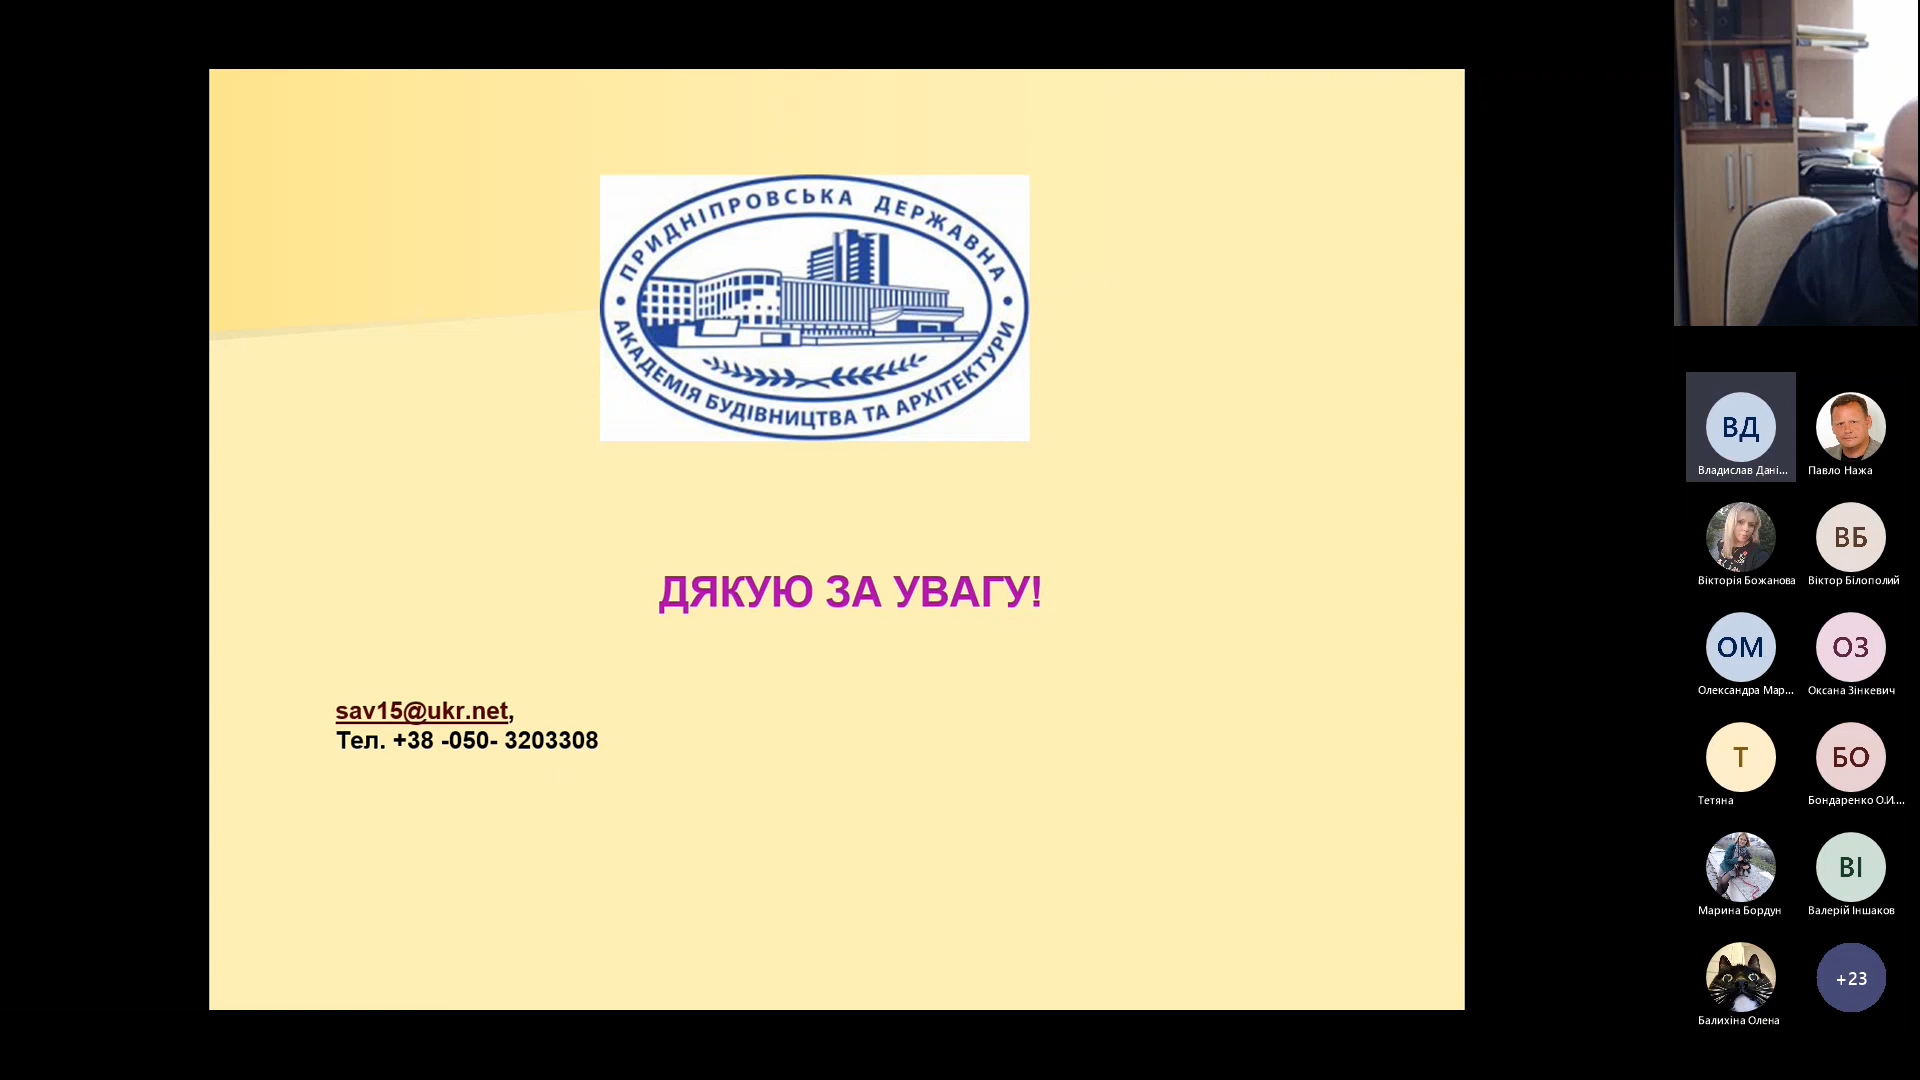 ПРИДНІПРОВСЬКА ДЕРЖАВНА
АКАДЕМІЯ БУДІВНИЦТВА ТА АРХІТЕКТУРИ
ДЯКУЮ ЗА УВАГУ!
sav15@ukr.net,
Тел. +38 -050- 3203308
ВД
Владислав Дані...
Павло Нажа
Вікторія Божанова
ВБ
Віктор Білополий
ОМ
Олександра Мар...
ОЗ
Оксана Зінкевич
Т
Тетяна
БО
Бондаренко О.И....
Марина Бордун
ВІ
Валерій Іншаков
Балихіна Олена
+23